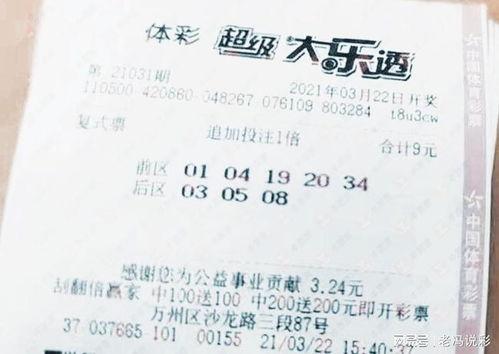 体彩 超级大乐透
第 21031期 2021年03月22日开奖
110500-420860-048267-076109 803284 t8u3cw
复式票 追加投注1倍 合计9元
前区 01 04 19 20 34
后区 03 05 08
感谢您为公益事业贡献 3.24元
刮翻倍赢家 中100送100 中200送200元即开彩票
万州区沙龙路三段87号
37-037665 101 00155 21/03/22 15:40:
中国体育彩票
中国体育彩票
搜狐号@老冯说彩